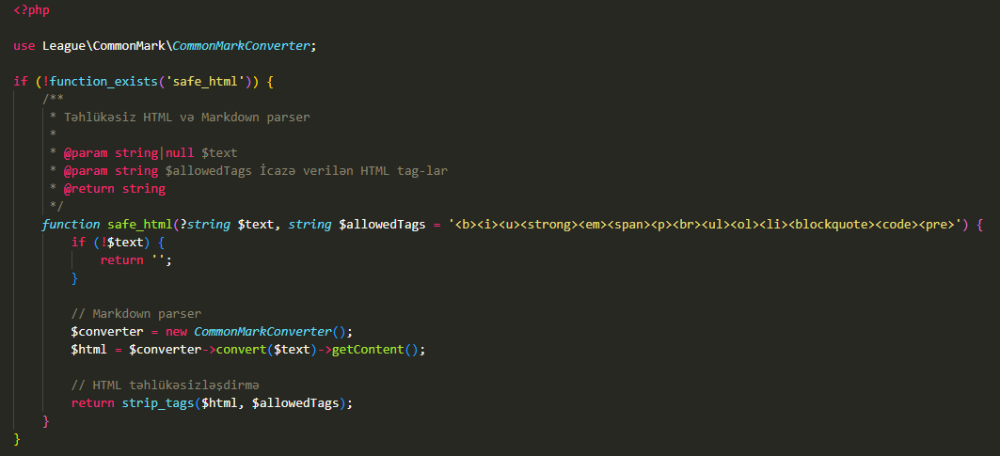 <?php
use League\CommonMark\CommonMarkConverter;
if (!function_exists('safe_html')) {
/**
* Təhlükəsiz HTML və Markdown parser
*
* @param string|null $text
* @param string $allowedTags İcazə verilən HTML tag-lar
* @return string
*/
function safe_html(?string $text, string $allowedTags = '<b><i><u><strong><em><span><p><br><ul><ol><li><blockquote><code><pre>') {
if (!$text) {
return '';
}
// Markdown parser
$converter = new CommonMarkConverter();
$html = $converter->convert($text)->getContent();
// HTML təhlükəsizləşdirmə
return strip_tags($html, $allowedTags);
}
}